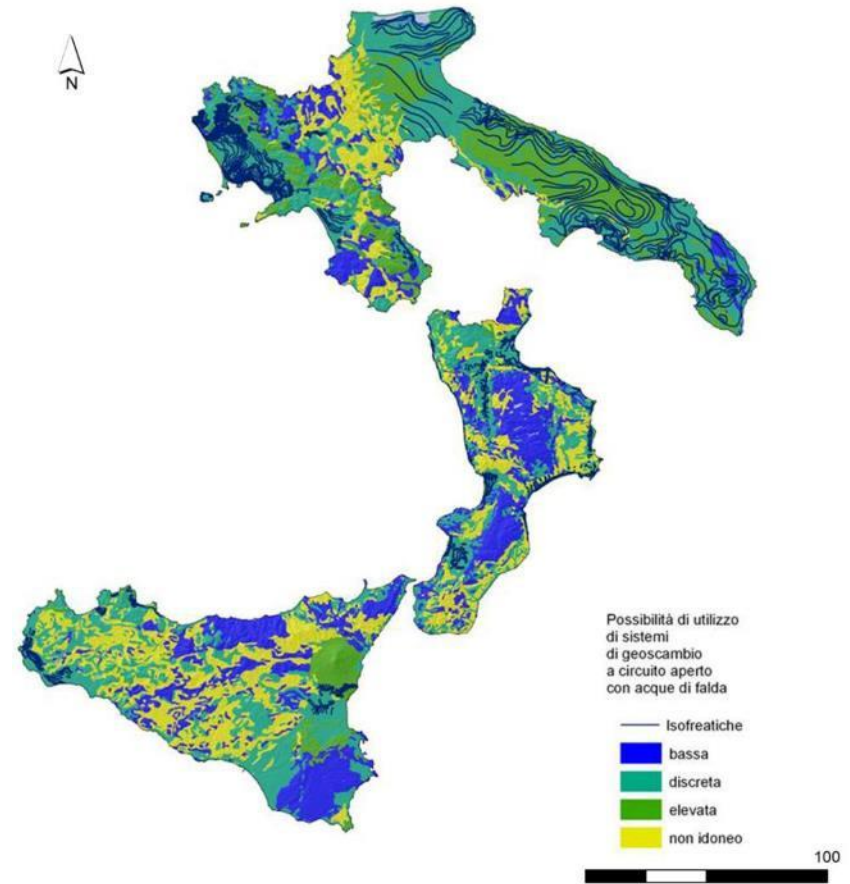 N
Possibilità di utilizzo
di sistemi
di geoscambio
a circuito aperto
con acque di falda
Isofreatiche
bassa
discreta
elevata
non idoneo
100